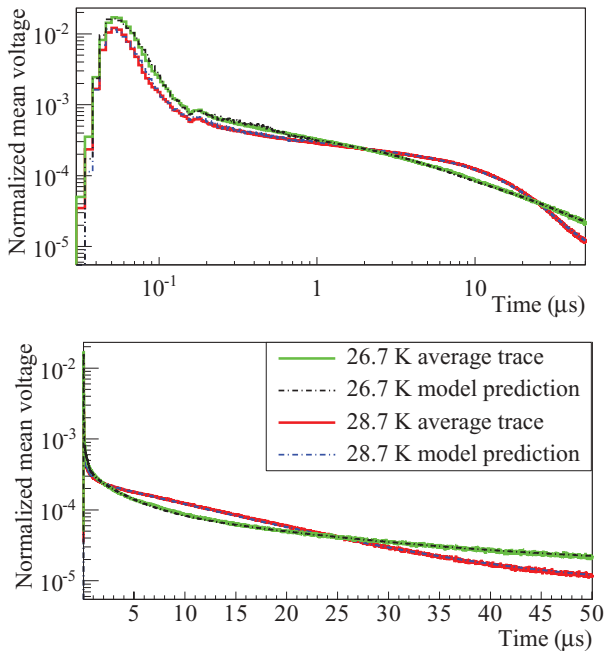 Normalized mean voltage
10⁻²
10⁻³
10⁻⁴
10⁻⁵
10⁻¹
1
10
Time (μs)
Normalized mean voltage
10⁻²
10⁻³
10⁻⁴
10⁻⁵
26.7 K average trace
26.7 K model prediction
28.7 K average trace
28.7 K model prediction
5 10 15 20 25 30 35 40 45 50
Time (μs)